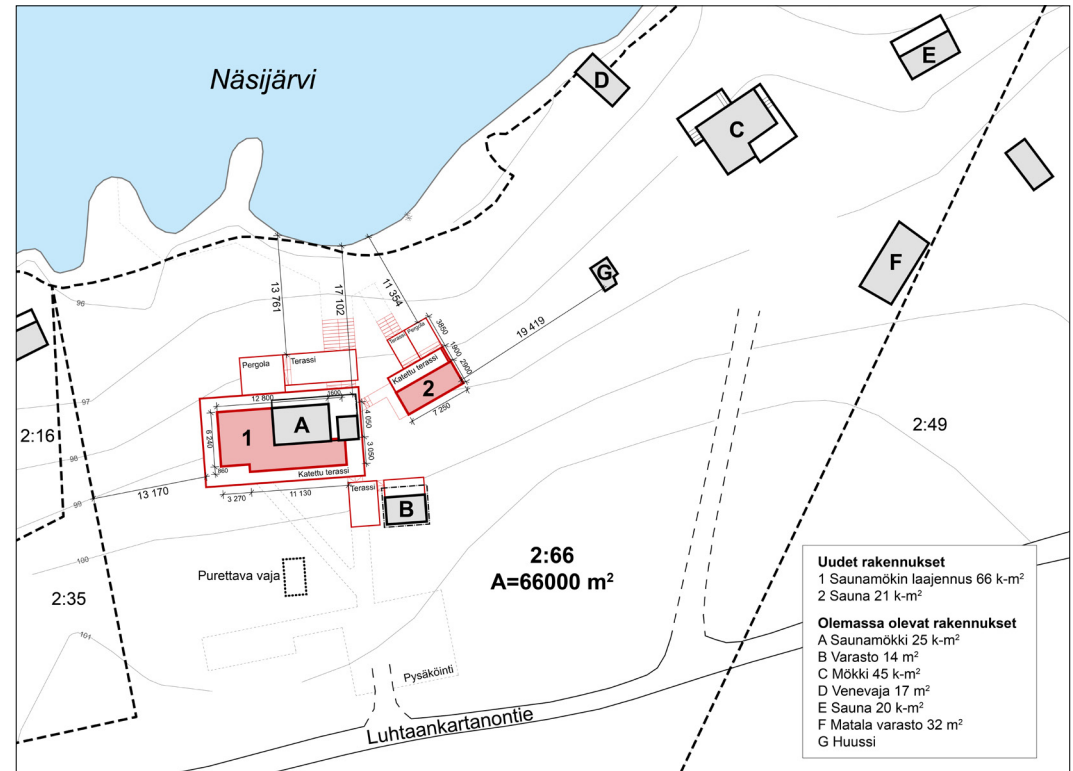 Näsijärvi
D
E
C
F
G
96
13 761
17 102
11 354
3850
1900
2900
19 419
Terassi
Pergola
Katettu terassi
2
7 250
Pergola
Terassi
12 800
1800
4 050
3 050
6 240
1
A
860
Katettu terassi
3 270
11 130
13 170
97
98
99
100
101
2:16
2:35
2:49
Terassi
B
Purettava vaja
2:66
A=66000 m²
Pysäköinti
Luhtaankartanontie
Uudet rakennukset
1 Saunamökin laajennus 66 k-m²
2 Sauna 21 k-m²
Olemassa olevat rakennukset
A Saunamökki 25 k-m²
B Varasto 14 m²
C Mökki 45 k-m²
D Venevaja 17 m²
E Sauna 20 k-m²
F Matala varasto 32 m²
G Huussi